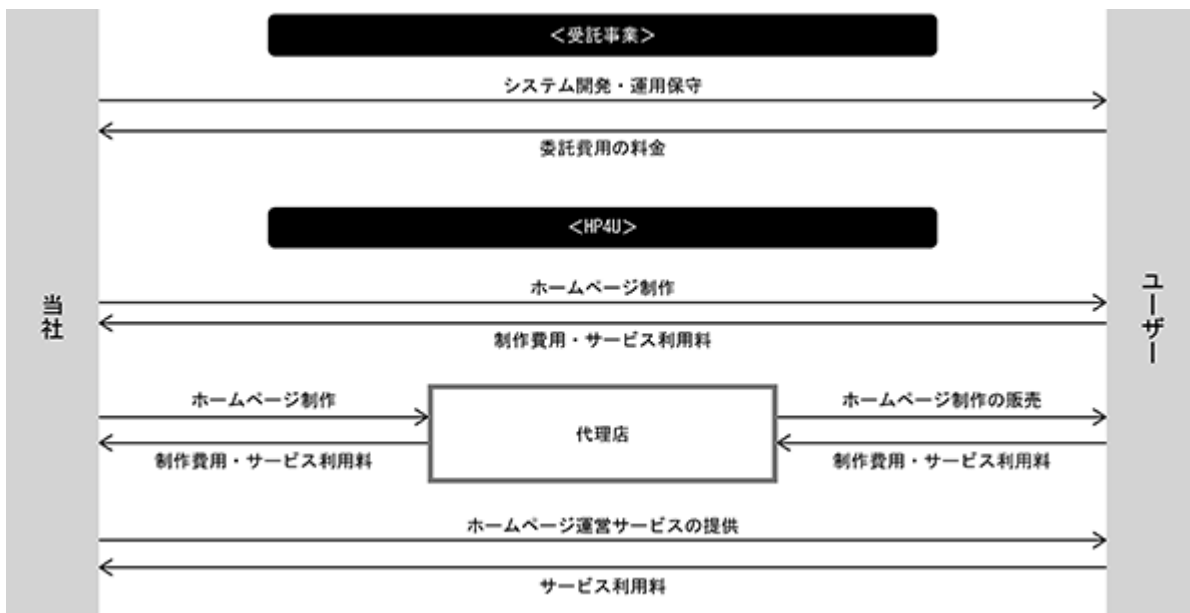 ＜受託事業＞
システム開発・運用保守
委託費用の料金
＜HP4U＞
当社
ユーザー
ホームページ制作
制作費用・サービス利用料
ホームページ制作
ホームページ制作の販売
代理店
制作費用・サービス利用料
制作費用・サービス利用料
ホームページ運営サービスの提供
サービス利用料